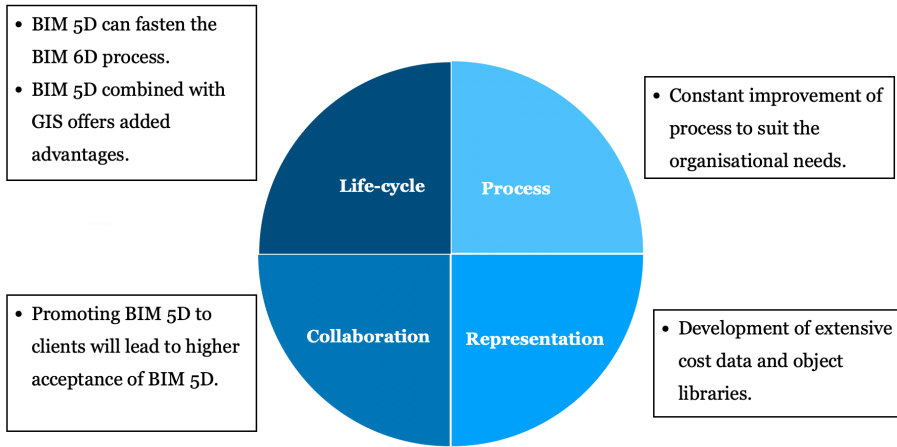 • BIM 5D can fasten the
BIM 6D process.
• BIM 5D combined with
GIS offers added
advantages.
• Constant improvement of
process to suit the
organisational needs.
Life-cycle
Process
Collaboration
Representation
• Promoting BIM 5D to
clients will lead to higher
acceptance of BIM 5D.
• Development of extensive
cost data and object
libraries.